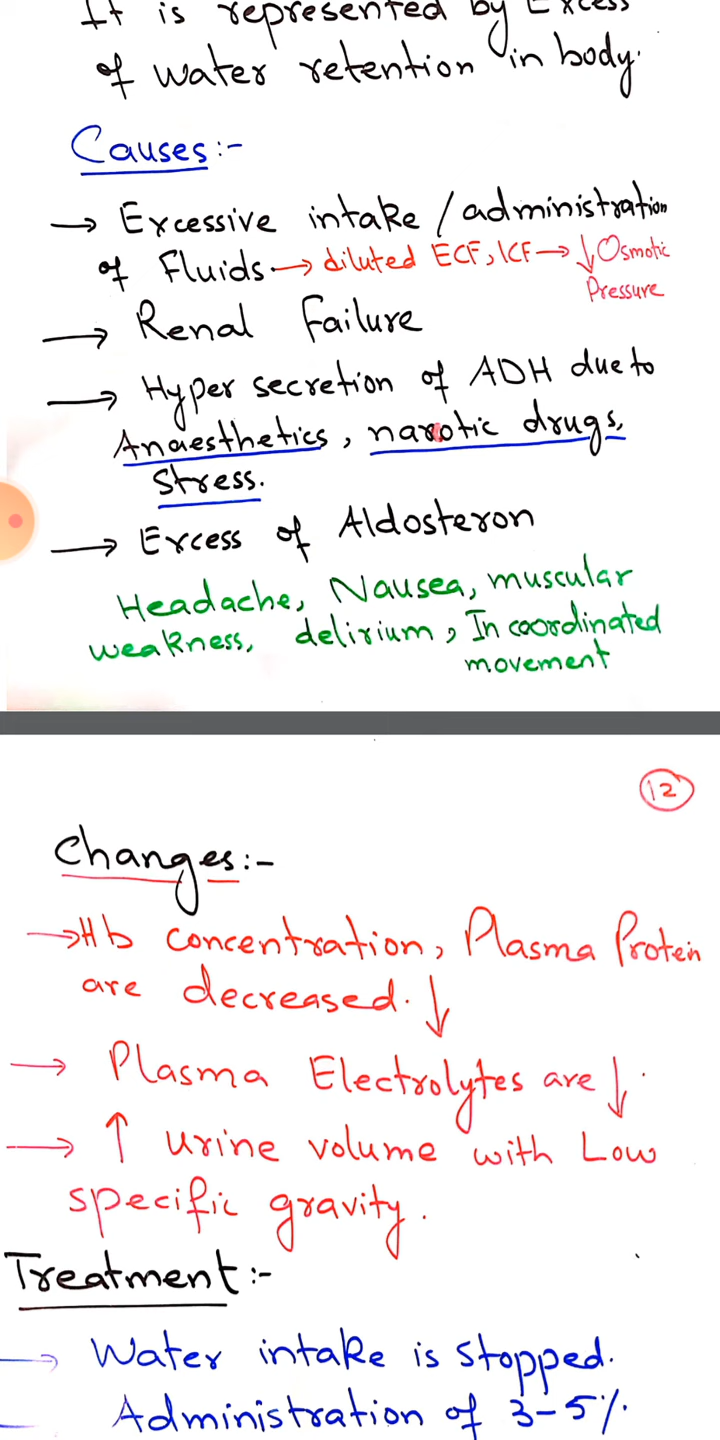 It is represented by Excess
of water retention in body.
Causes:-
→ Excessive intake / administration
of Fluids → diluted ECF, ICF → ↓ Osmotic
Pressure
→ Renal Failure
→ Hyper secretion of ADH due to
Anaesthetics, narcotic drugs,
Stress.
→ Excess of Aldosteron
Headache, Nausea, muscular
weakness, delirium, In coordinated
movement
12
Changes:-
→ Hb concentration, Plasma Protein
are decreased. ↓
→ Plasma Electrolytes are ↓.
→ ↑ urine volume with Low
specific gravity.
Treatment:-
→ Water intake is stopped.
Administration of 3-5%